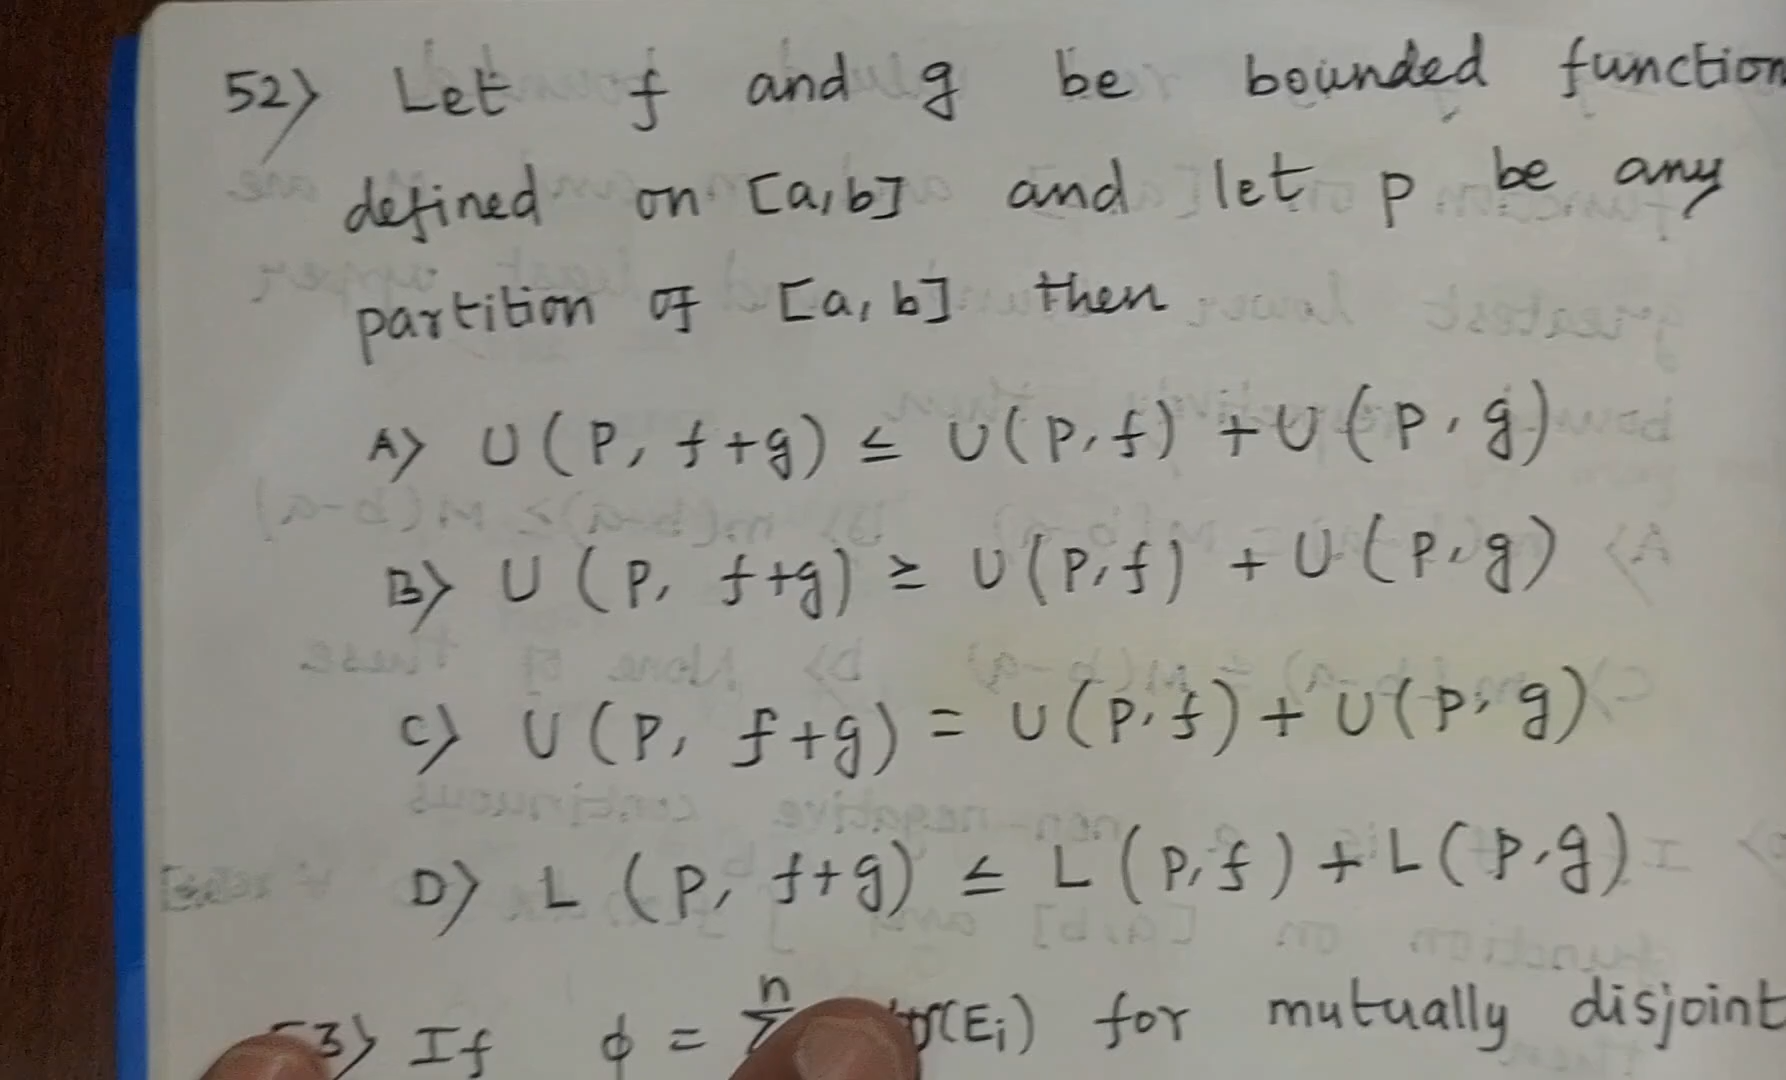 52) Let f and g be bounded function
defined on [a,b] and let p be any
partition of [a, b] then
A) U(P, f+g) ≤ U(P,f) + U(P,g)
B) U(P, f+g) ≥ U(P,f) + U(P,g)
C) U(P, f+g) = U(P,f) + U(P,g)
D) L(P, f+g) ≤ L(P,f) + L(P,g)
53) If ϕ = n Σ (Ei) for mutually disjoint